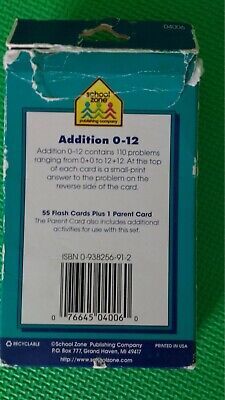 04006
school
zone
publishing company
Addition 0-12
Addition 0-12 contains 110 problems
ranging from 0+0 to 12+12. At the top
of each card is a small-print
answer to the problem on the
reverse side of the card.
55 Flash Cards Plus 1 Parent Card
The Parent Card also includes additional
activities for use with this set.
ISBN 0-938256-91-2
0 76645 04006 0
RECYCLABLE
©School Zone Publishing Company
P.O. Box 777, Grand Haven, MI 49417
http://www.schoolzone.com
PRINTED IN USA